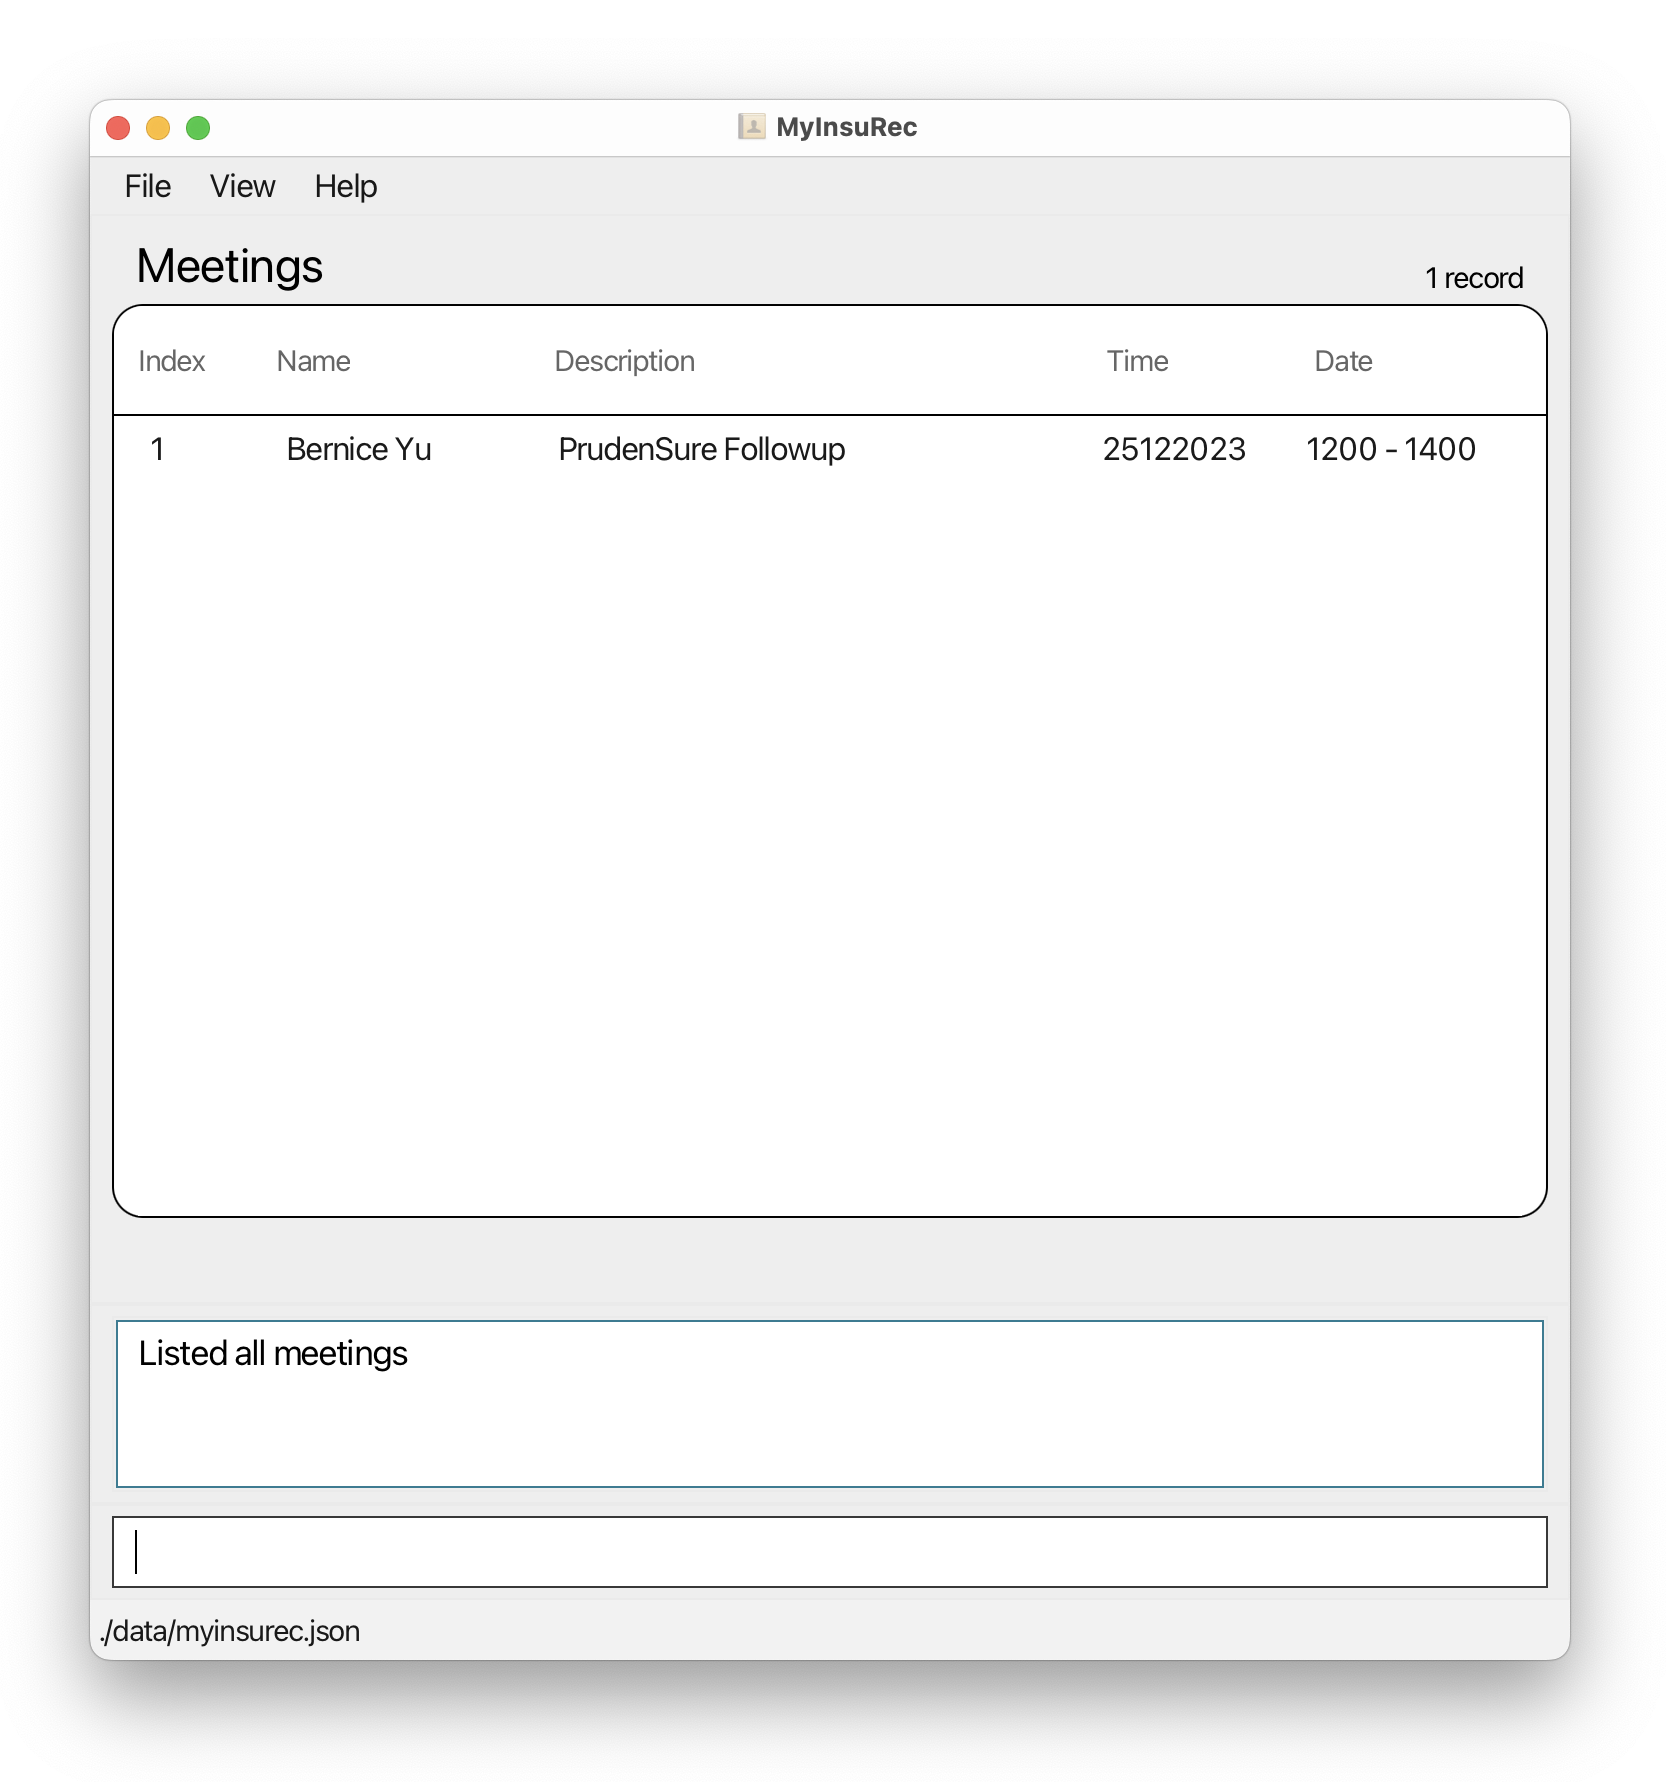 MyInsuRec
File View Help
Meetings
1 record
Index Name Description Time Date
1 Bernice Yu PrudenSure Followup 25122023 1200 - 1400
Listed all meetings
./data/myinsurec.json